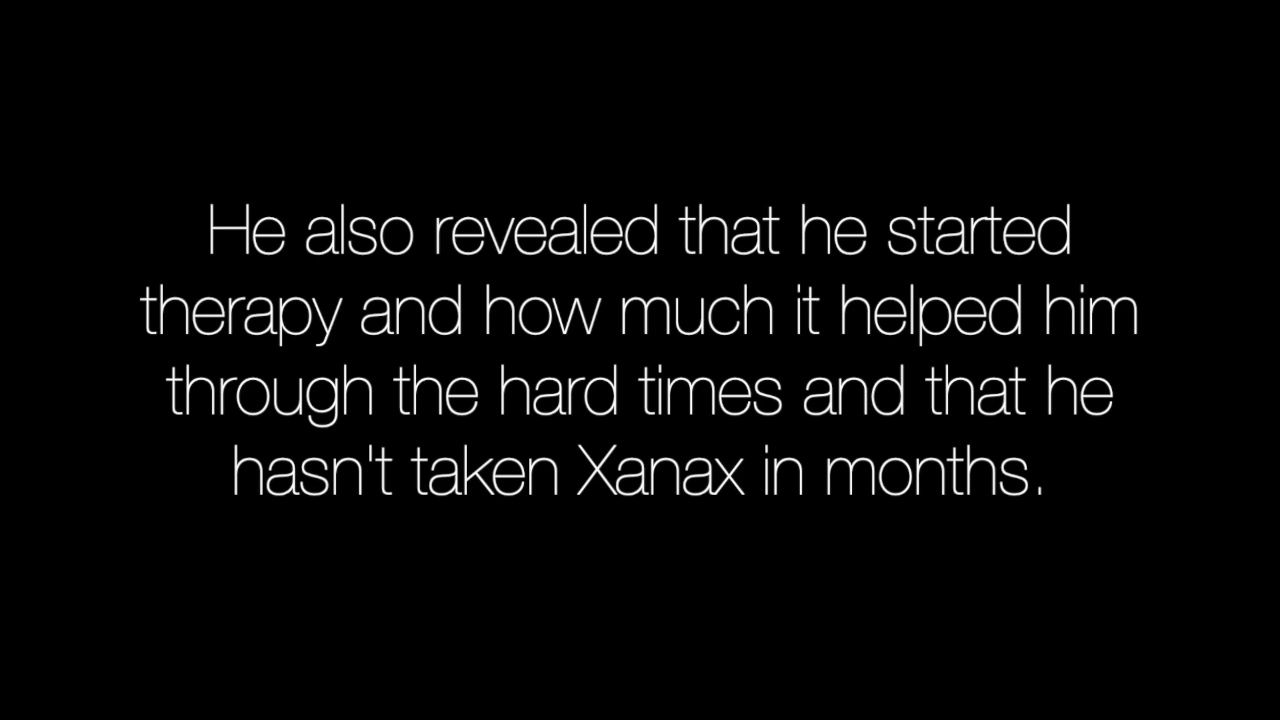 He also revealed that he started
therapy and how much it helped him
through the hard times and that he
hasn't taken Xanax in months.